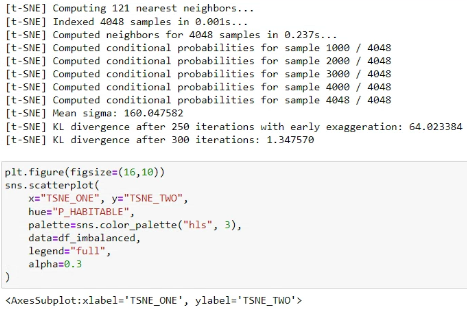 [t-SNE] Computing 121 nearest neighbors...
[t-SNE] Indexed 4048 samples in 0.001s...
[t-SNE] Computed neighbors for 4048 samples in 0.237s...
[t-SNE] Computed conditional probabilities for sample 1000 / 4048
[t-SNE] Computed conditional probabilities for sample 2000 / 4048
[t-SNE] Computed conditional probabilities for sample 3000 / 4048
[t-SNE] Computed conditional probabilities for sample 4000 / 4048
[t-SNE] Computed conditional probabilities for sample 4048 / 4048
[t-SNE] Mean sigma: 160.047582
[t-SNE] KL divergence after 250 iterations with early exaggeration: 64.023384
[t-SNE] KL divergence after 300 iterations: 1.347570
plt.figure(figsize=(16,10))
sns.scatterplot(
    x="TSNE_ONE", y="TSNE_TWO",
    hue="P_HABITABLE",
    palette=sns.color_palette("hls", 3),
    data=df_imbalanced,
    legend="full",
    alpha=0.3
)
<AxesSubplot:xlabel='TSNE_ONE', ylabel='TSNE_TWO'>